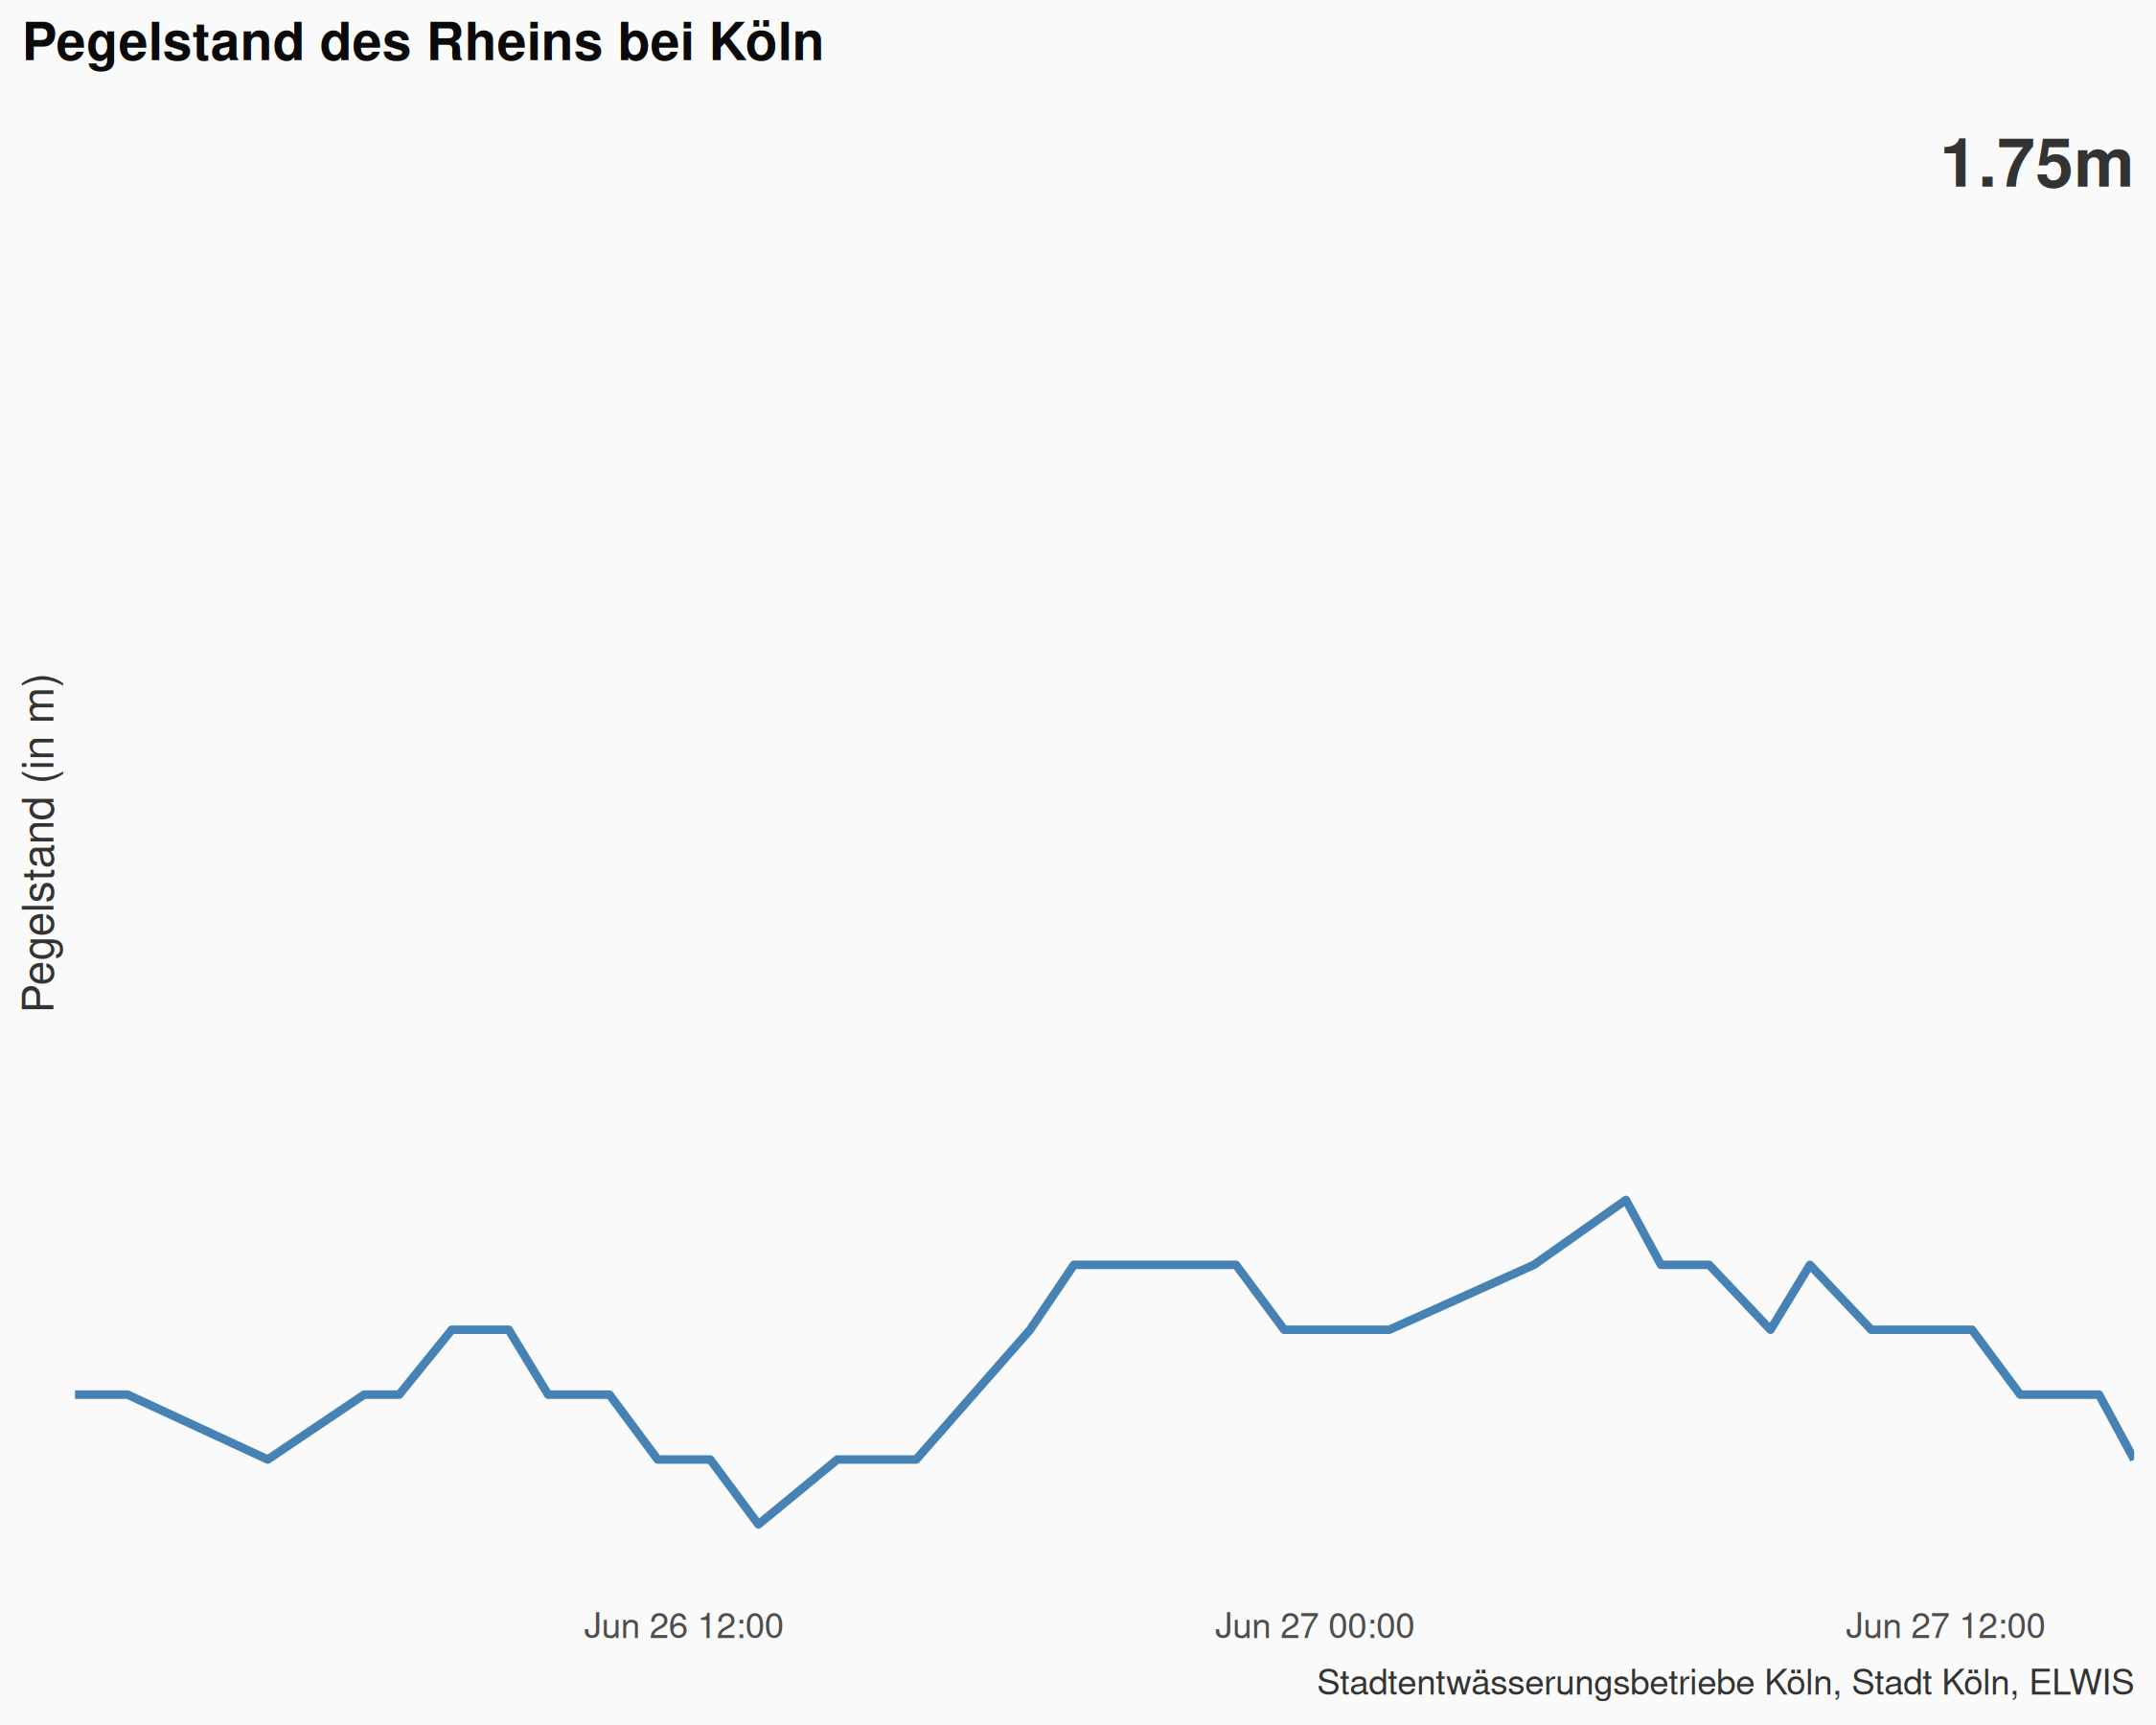 Pegelstand des Rheins bei Köln
1.75m
Pegelstand (in m)
Jun 26 12:00
Jun 27 00:00
Jun 27 12:00
Stadtentwässerungsbetriebe Köln, Stadt Köln, ELWIS